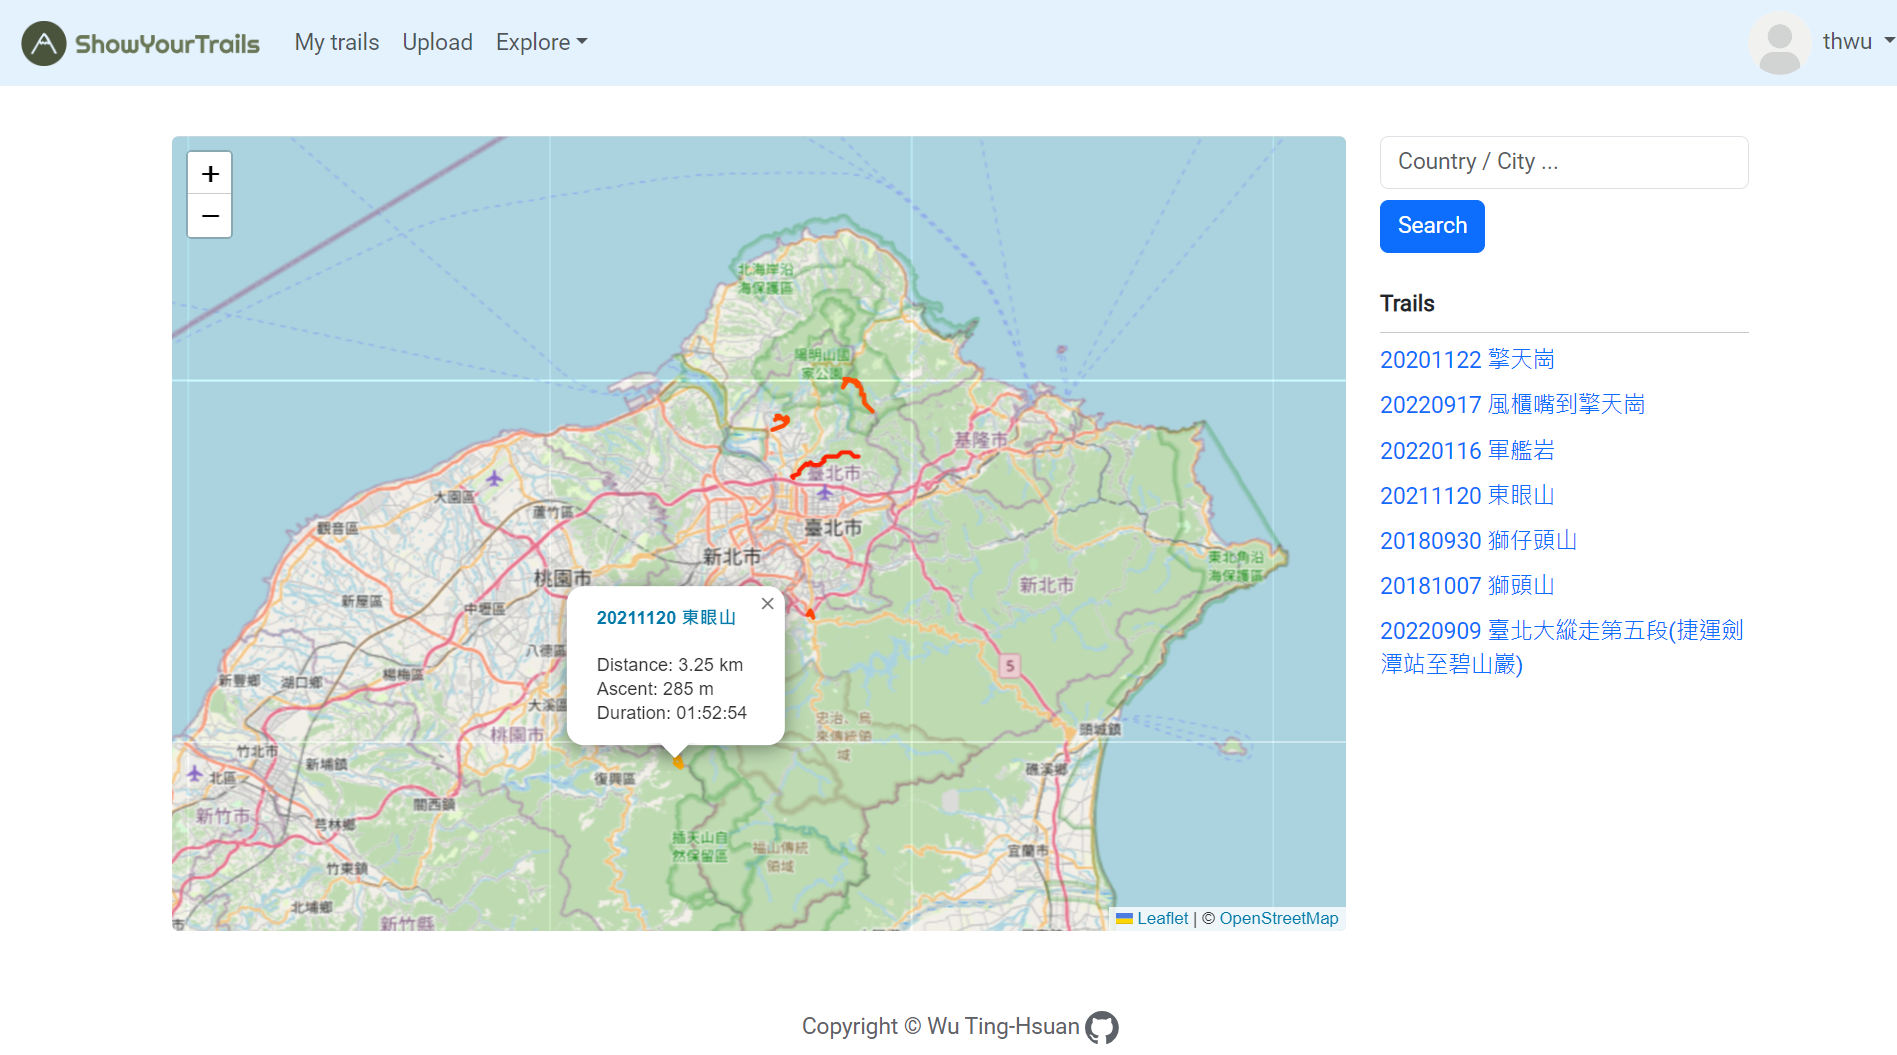 ShowYourTrails
My trails
Upload
Explore
thwu
+
−
Country / City ...
Search
Trails
20201122 擎天崗
20220917 風櫃嘴到擎天崗
20220116 軍艦岩
20211120 東眼山
20180930 獅仔頭山
20181007 獅頭山
20220909 臺北大縱走第五段(捷運劍
潭站至碧山巖)
北海岸沿
海保護區
陽明山國
家公園
基隆市
臺北市
大園區
蘆竹區
觀音區
臺北市
新北市
東北角沿
海保護區
桃園市
新北市
新屋區
中壢區
×
20211120 東眼山
Distance: 3.25 km
Ascent: 285 m
Duration: 01:52:54
八德區
5
新豐鄉
湖口鄉
楊梅區
大溪區
桃園市
忠治、烏
來傳統領
域
頭城鎮
竹北市
新埔鎮
北區
復興區
礁溪鄉
關西鎮
新竹市
芎林鄉
插天山自
然保留區
福山傳統
領域
宜蘭市
竹東鎮
北埔鄉
新竹縣
市
Leaflet | © OpenStreetMap
Copyright © Wu Ting-Hsuan